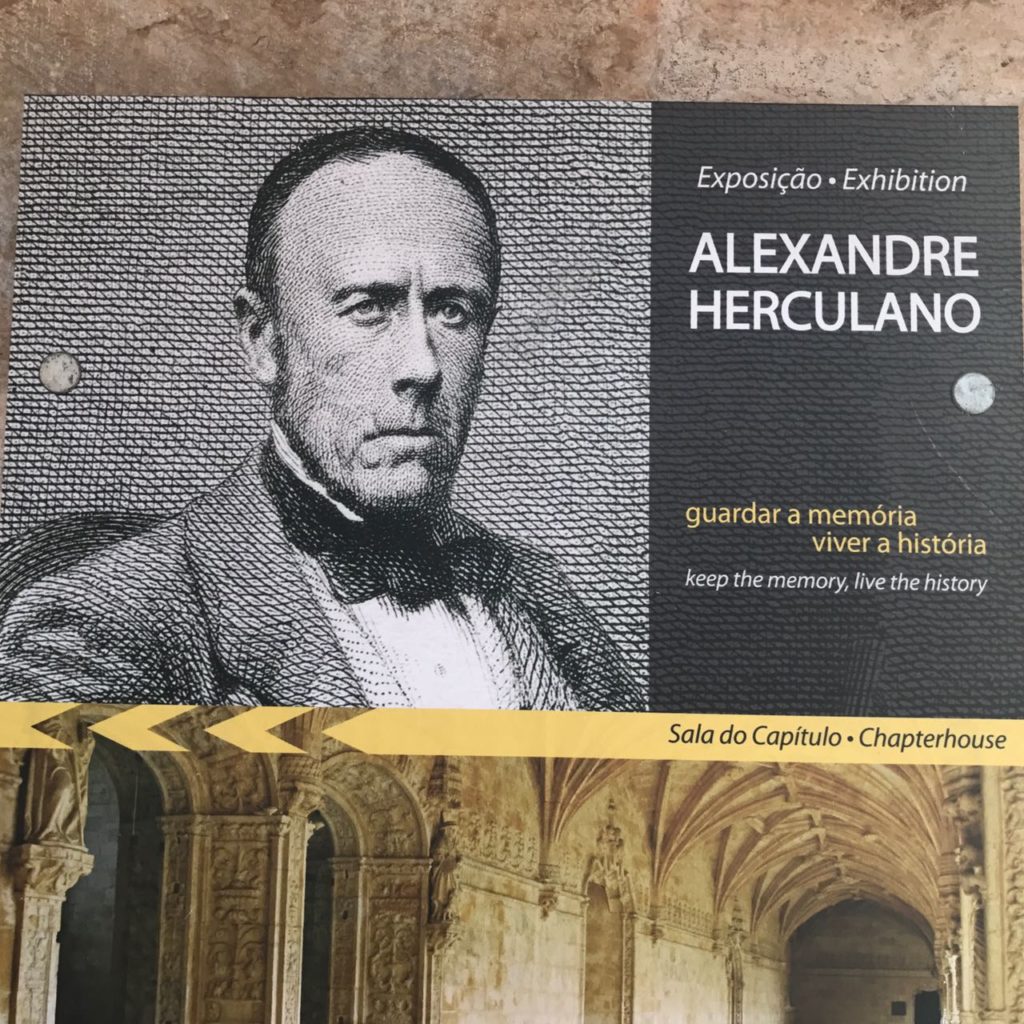 Exposição • Exhibition
ALEXANDRE
HERCULANO
guardar a memória
viver a história
keep the memory, live the history
Sala do Capítulo • Chapterhouse